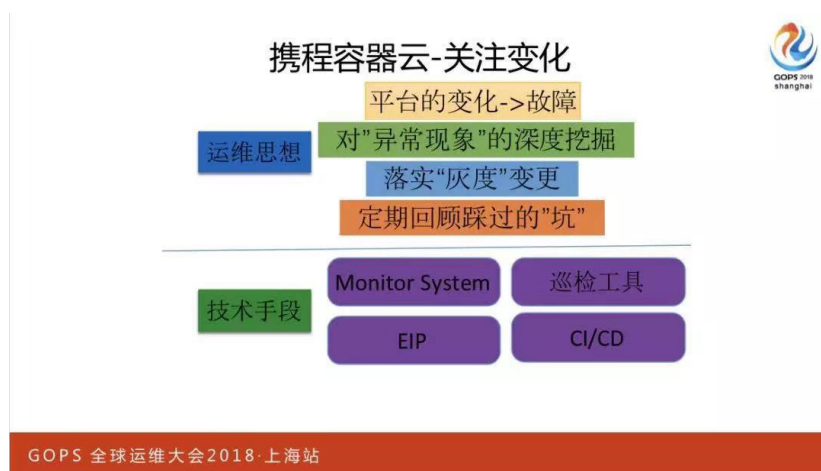 携程容器云-关注变化
GOPS 2018
shanghai
平台的变化->故障
运维思想
对”异常现象”的深度挖掘
落实“灰度”变更
定期回顾踩过的”坑”
技术手段
Monitor System
巡检工具
EIP
CI/CD
GOPS 全球运维大会2018·上海站